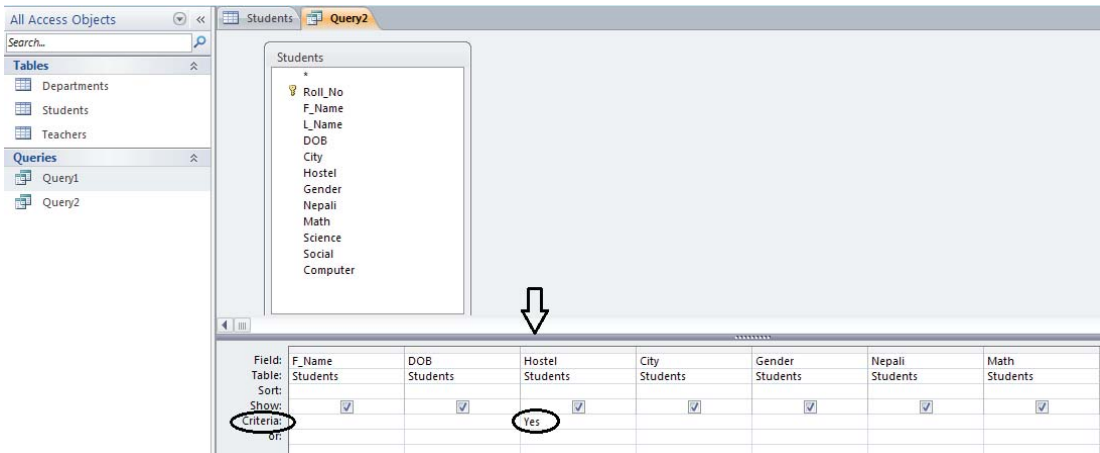 All Access Objects
Search...
Tables
Departments
Students
Teachers
Queries
Query1
Query2
Students Query2
Students
*
Roll_No
F_Name
L_Name
DOB
City
Hostel
Gender
Nepali
Math
Science
Social
Computer
Field: F_Name DOB Hostel City Gender Nepali Math
Table: Students Students Students Students Students Students Students
Sort:
Show:
Criteria: Yes
or: